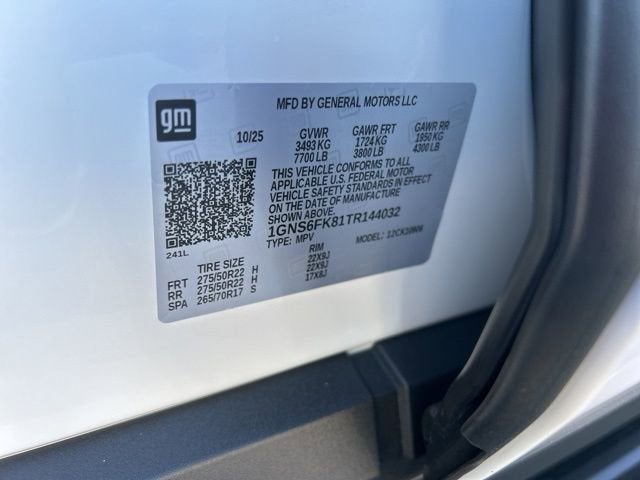 gm
MFD BY GENERAL MOTORS LLC
10/25 GVWR GAWR FRT GAWR RR
3493 KG 1724 KG 1950 KG
7700 LB 3800 LB 4300 LB
THIS VEHICLE CONFORMS TO ALL
APPLICABLE U.S. FEDERAL MOTOR
VEHICLE SAFETY STANDARDS IN EFFECT
ON THE DATE OF MANUFACTURE
SHOWN ABOVE.
1GNS6FK81TR144032
TYPE: MPV MODEL:
241L
TIRE SIZE RIM
FRT 275/50R22 H 22X9J
RR 275/50R22 H 22X9J
SPA 265/70R17 S 17X8J